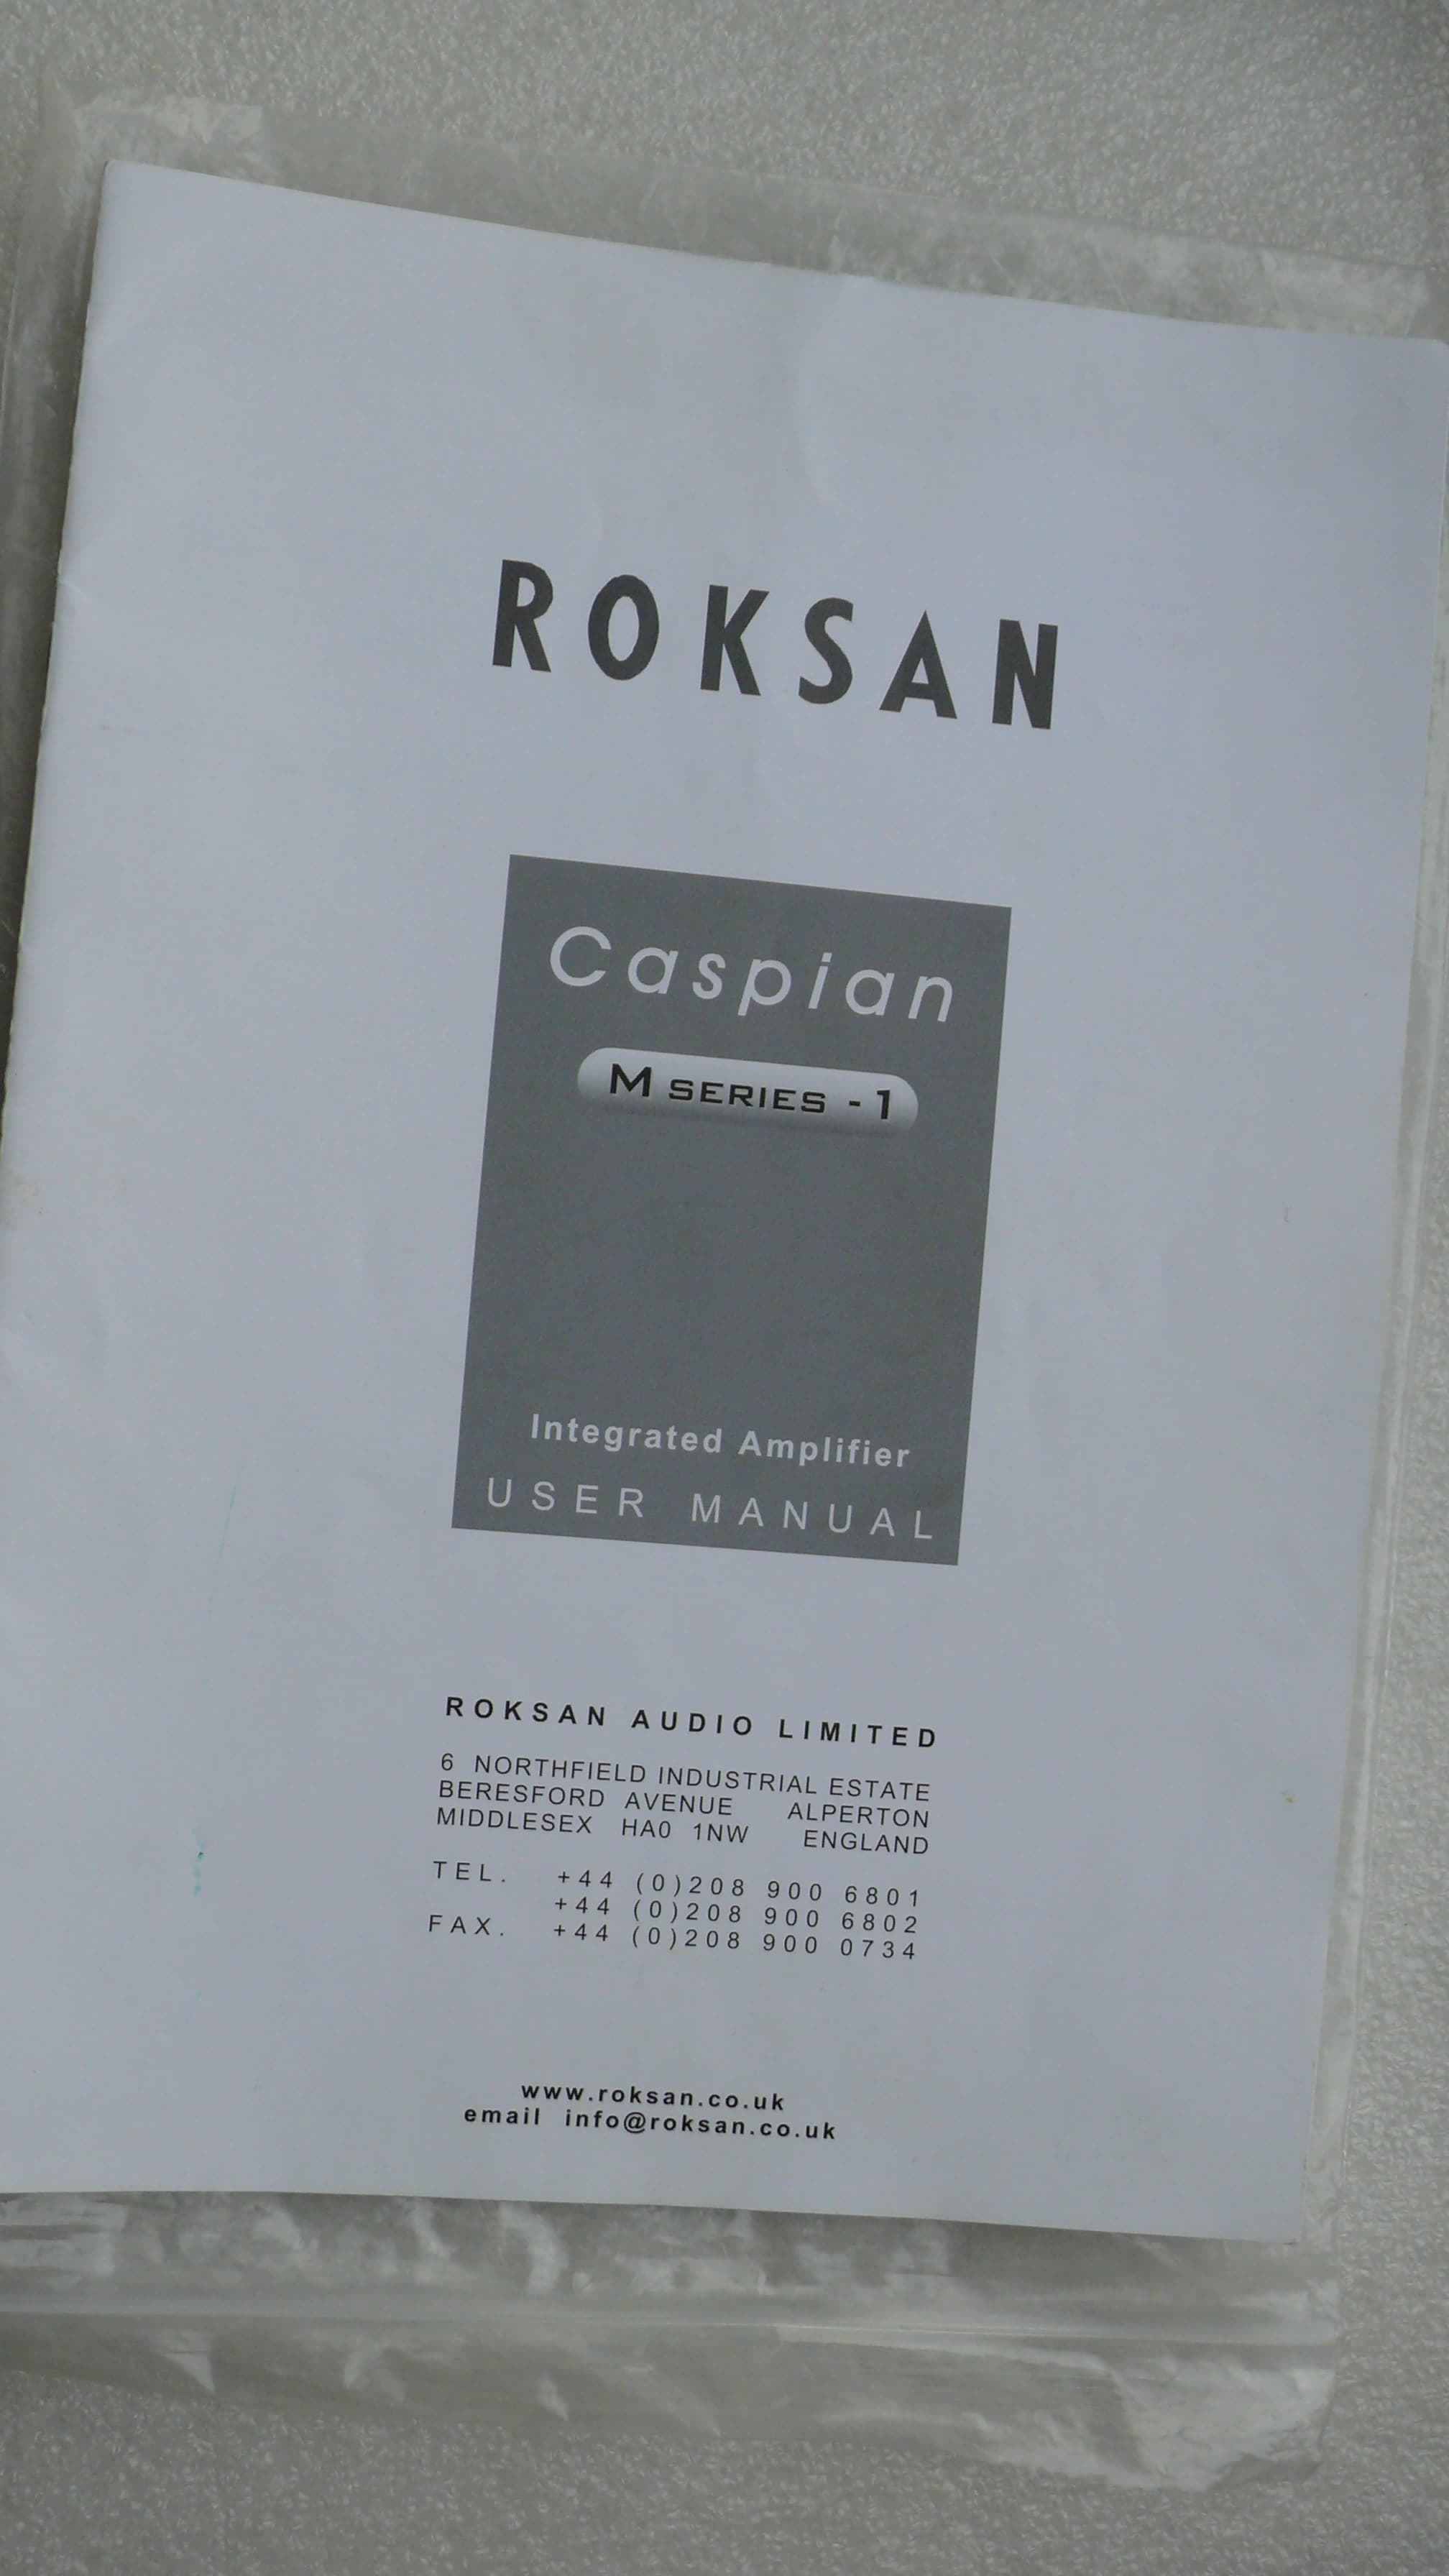 ROKSAN
Caspian
M SERIES - 1
Integrated Amplifier
USER MANUAL
ROKSAN AUDIO LIMITED
6 NORTHFIELD INDUSTRIAL ESTATE
BERESFORD AVENUE ALPERTON
MIDDLESEX HA0 1NW ENGLAND
TEL. +44 (0)208 900 6801
+44 (0)208 900 6802
FAX. +44 (0)208 900 0734
www.roksan.co.uk
email info@roksan.co.uk